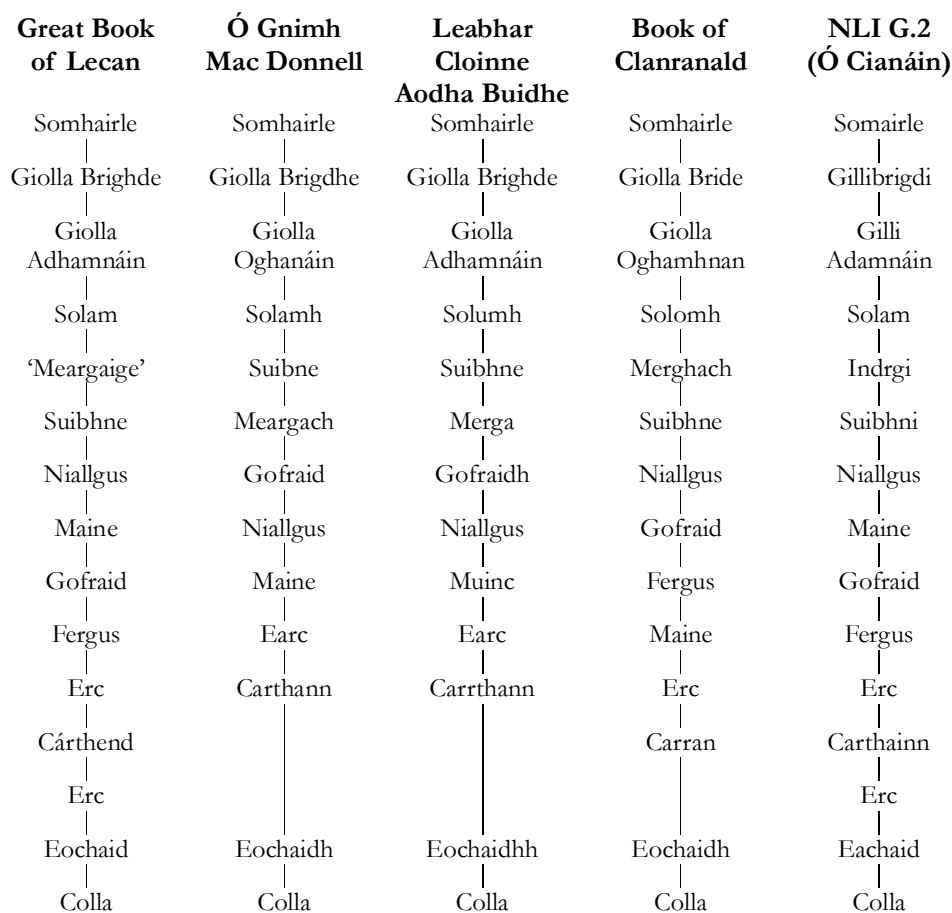 Great Book Ó Gnimh Leabhar Book of NLI G.2
of Lecan Mac Donnell Cloinne Clanranald (Ó Cianáin)
Aodha Buidhe
Somhairle Somhairle Somhairle Somhairle Somairle
Giolla Brighde Giolla Brigdhe Giolla Brighde Giolla Bride Gillibrigdi
Giolla Giolla Giolla Giolla Gilli
Adhamnáin Oghanáin Adhamnáin Oghamhnan Adamnáin
Solam Solamh Solumh Solomh Solam
‘Meargaige’ Suibne Suibhne Merghach Indrgi
Suibhne Meargach Merga Suibhne Suibhni
Niallgus Gofraid Gofraidh Niallgus Niallgus
Maine Niallgus Niallgus Gofraid Maine
Gofraid Maine Muinc Fergus Gofraid
Fergus Earc Earc Maine Fergus
Erc Carthann Carrthann Erc Erc
Cárthend Carran Carthainn
Erc Erc
Eochaid Eochaidh Eochaidhh Eochaidh Eachaid
Colla Colla Colla Colla Colla